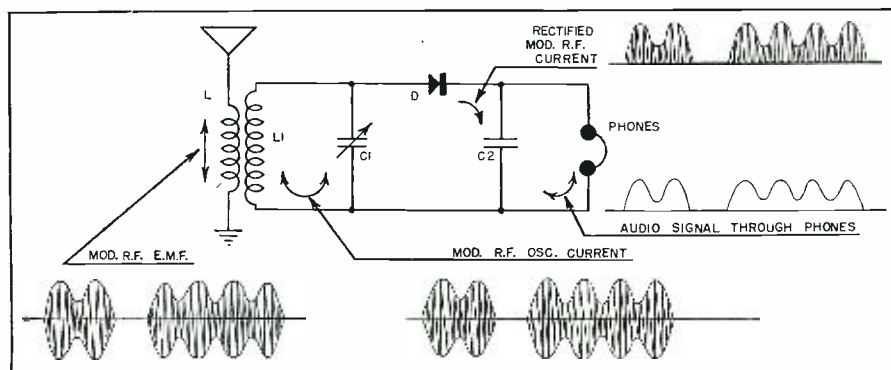 RECTIFIED
MOD. R.F.
CURRENT
L
L1
D
C1
C2
PHONES
AUDIO SIGNAL THROUGH PHONES
MOD. R.F. E.M.F.
MOD. R.F. OSC. CURRENT